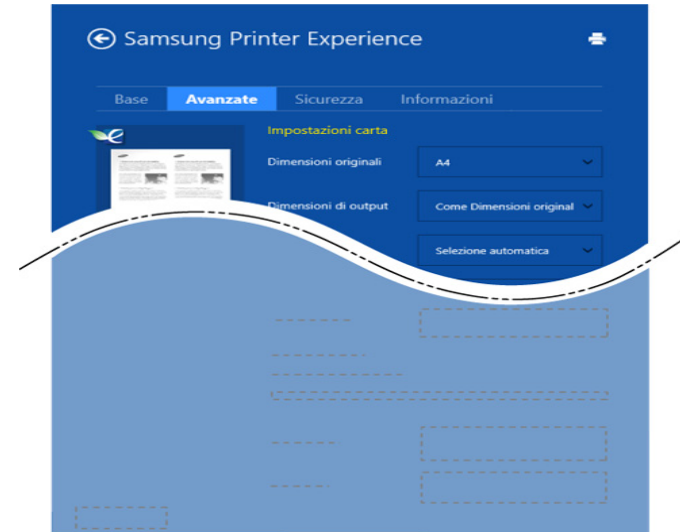 Samsung Printer Experience
Base Avanzate Sicurezza Informazioni
Impostazioni carta
Dimensioni originali A4
Dimensioni di output Come Dimensioni original
Selezione automatica